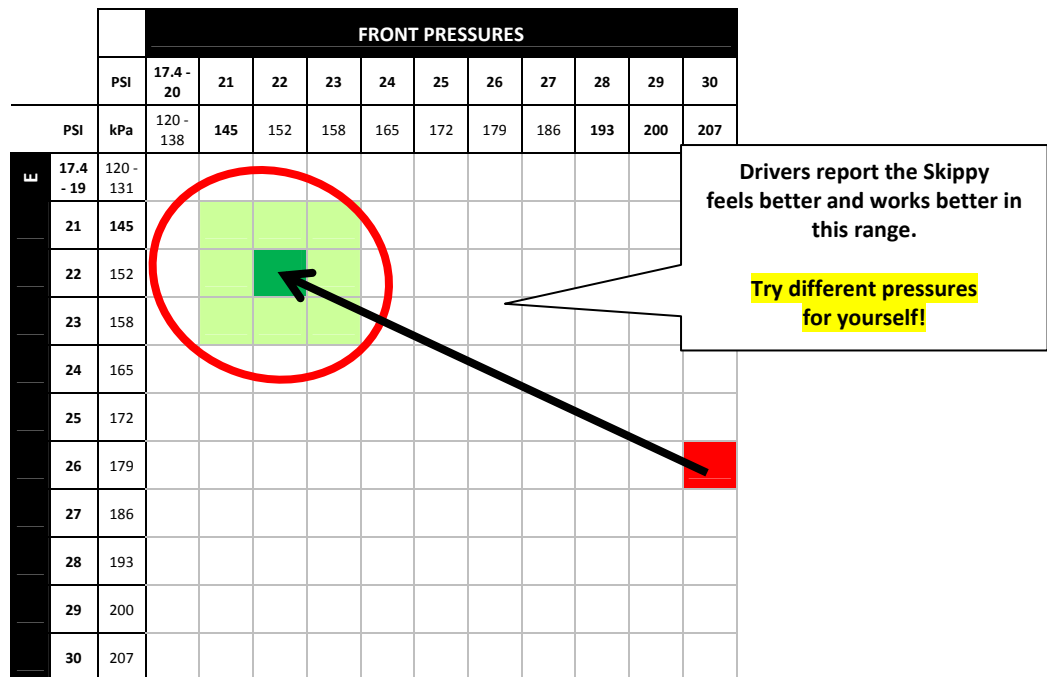 FRONT PRESSURES
PSI 17.4 - 20 21 22 23 24 25 26 27 28 29 30
PSI kPa 120 - 138 145 152 158 165 172 179 186 193 200 207
E 17.4 - 19 120 - 131
21 145
22 152
23 158
24 165
25 172
26 179
27 186
28 193
29 200
30 207
Drivers report the Skippy
feels better and works better in
this range.
Try different pressures
for yourself!